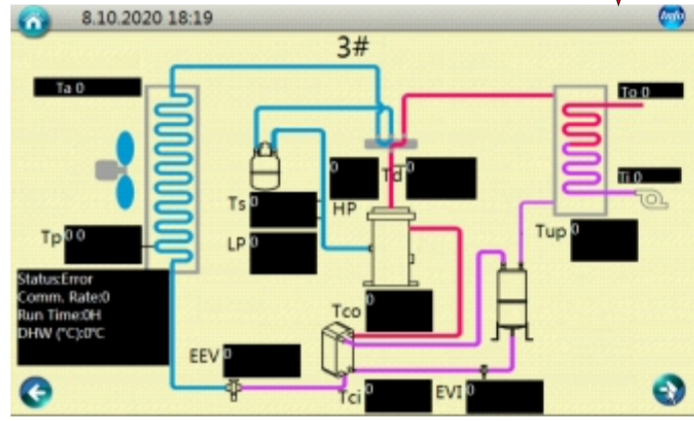 8.10.2020 18:19
Info
3#
Ta 0
To 0
0
Td 0
Ti 0
Ts 0
HP
Tp 0 0
LP 0
Tup 0
Status:Error
Comm. Rate:0
Run Time:0H
DHW (°C):0°C
Tco 0
EEV 0
Tci 0
EVI 0